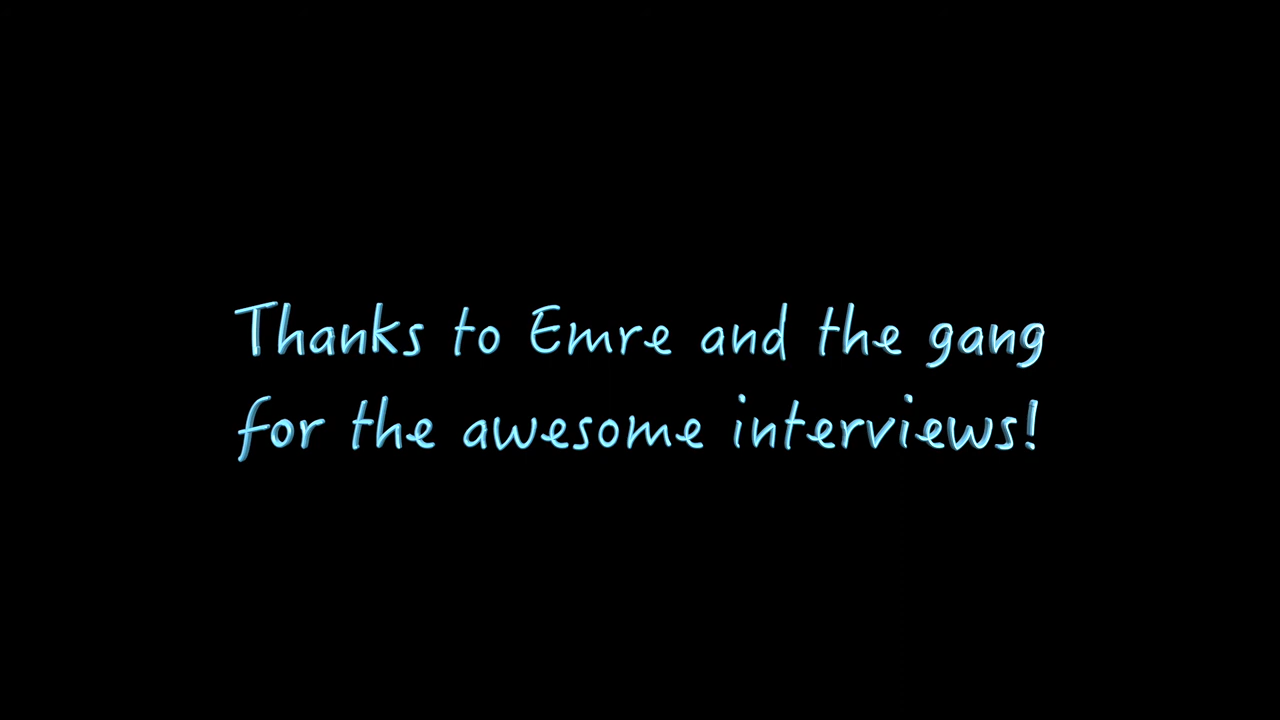 Thanks to Emre and the gang
for the awesome interviews!